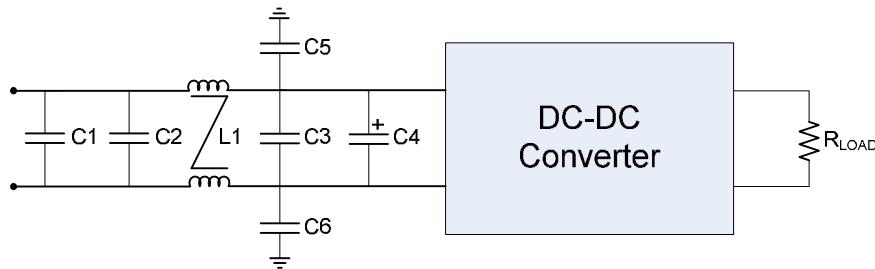 C5
C1
C2
L1
C3
+
C4
DC-DC
Converter
RLOAD
C6